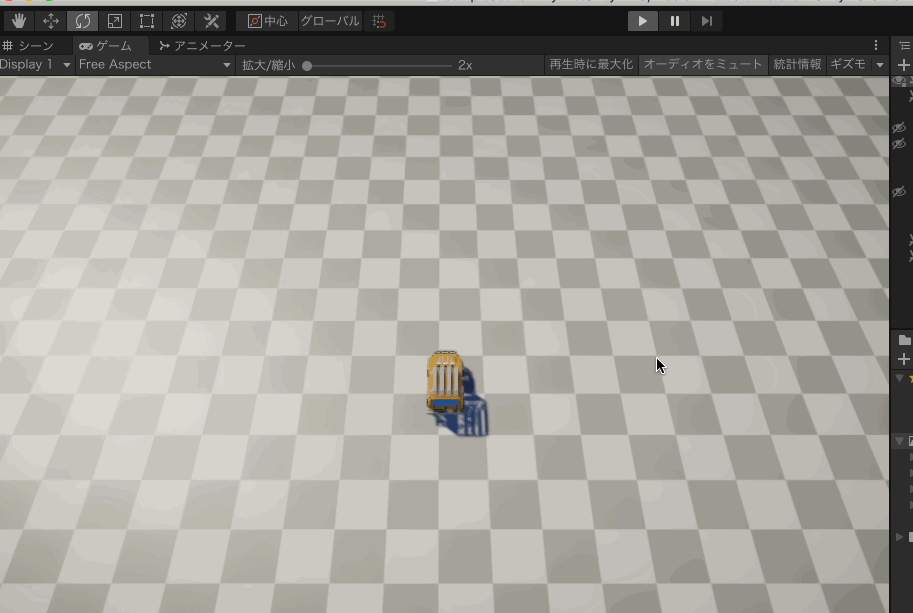 中心 グローバル
シーン ゲーム アニメーター
Display 1 Free Aspect 拡大/縮小 2x 再生時に最大化 オーディオをミュート 統計情報 ギズモ